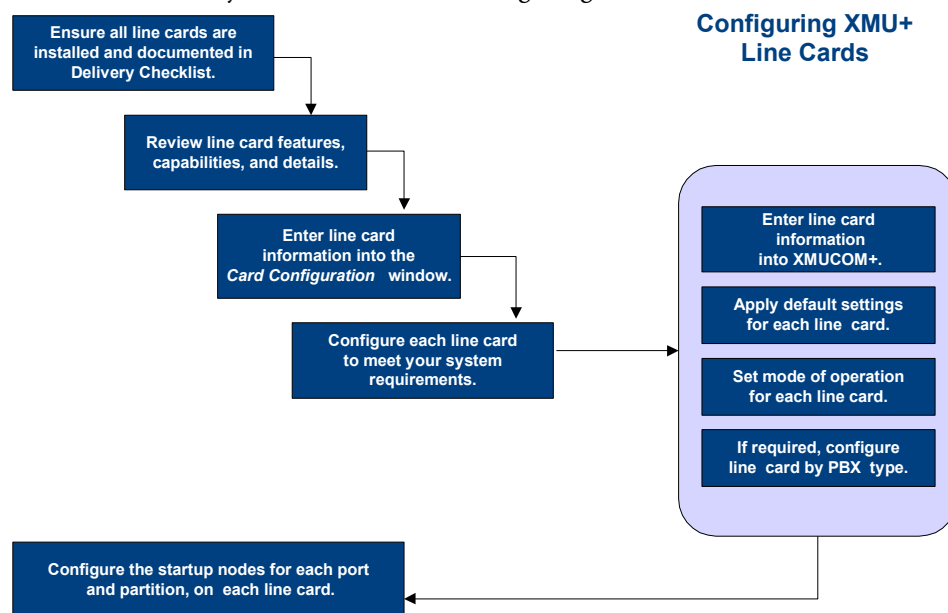 Configuring XMU+
Line Cards
Ensure all line cards are
installed and documented in
Delivery Checklist.
Review line card features,
capabilities, and details.
Enter line card
information into the
Card Configuration window.
Configure each line card
to meet your system
requirements.
Enter line card
information
into XMUCOM+.
Apply default settings
for each line card.
Set mode of operation
for each line card.
If required, configure
line card by PBX type.
Configure the startup nodes for each port
and partition, on each line card.